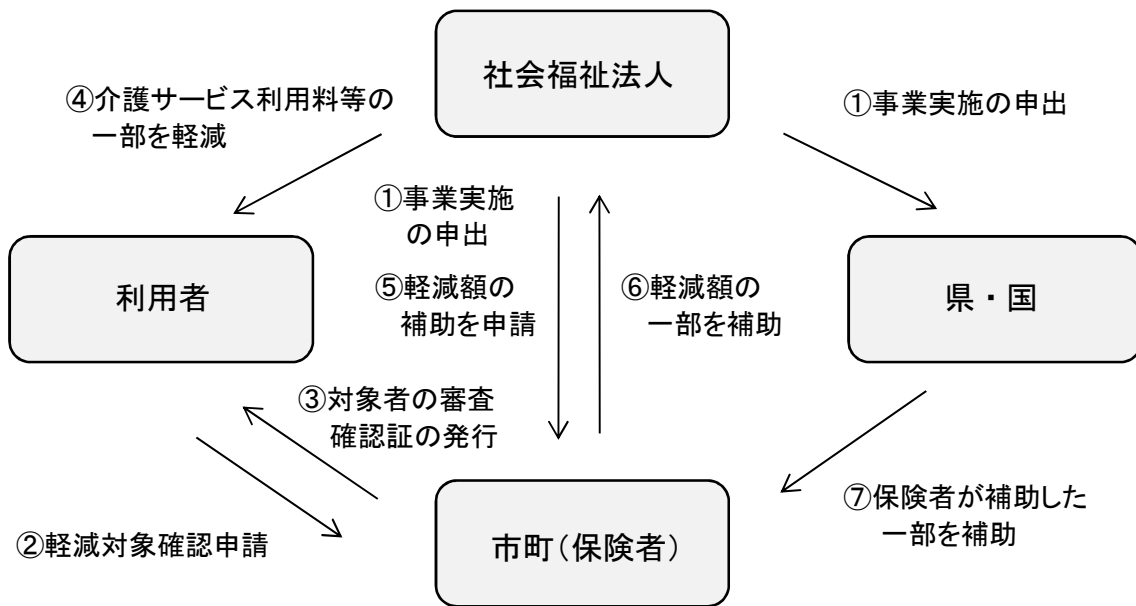 社会福祉法人
④介護サービス利用料等の
一部を軽減
①事業実施の申出
①事業実施
の申出
利用者
⑤軽減額の
補助を申請
⑥軽減額の
一部を補助
県・国
③対象者の審査
確認証の発行
②軽減対象確認申請
市町(保険者)
⑦保険者が補助した
一部を補助